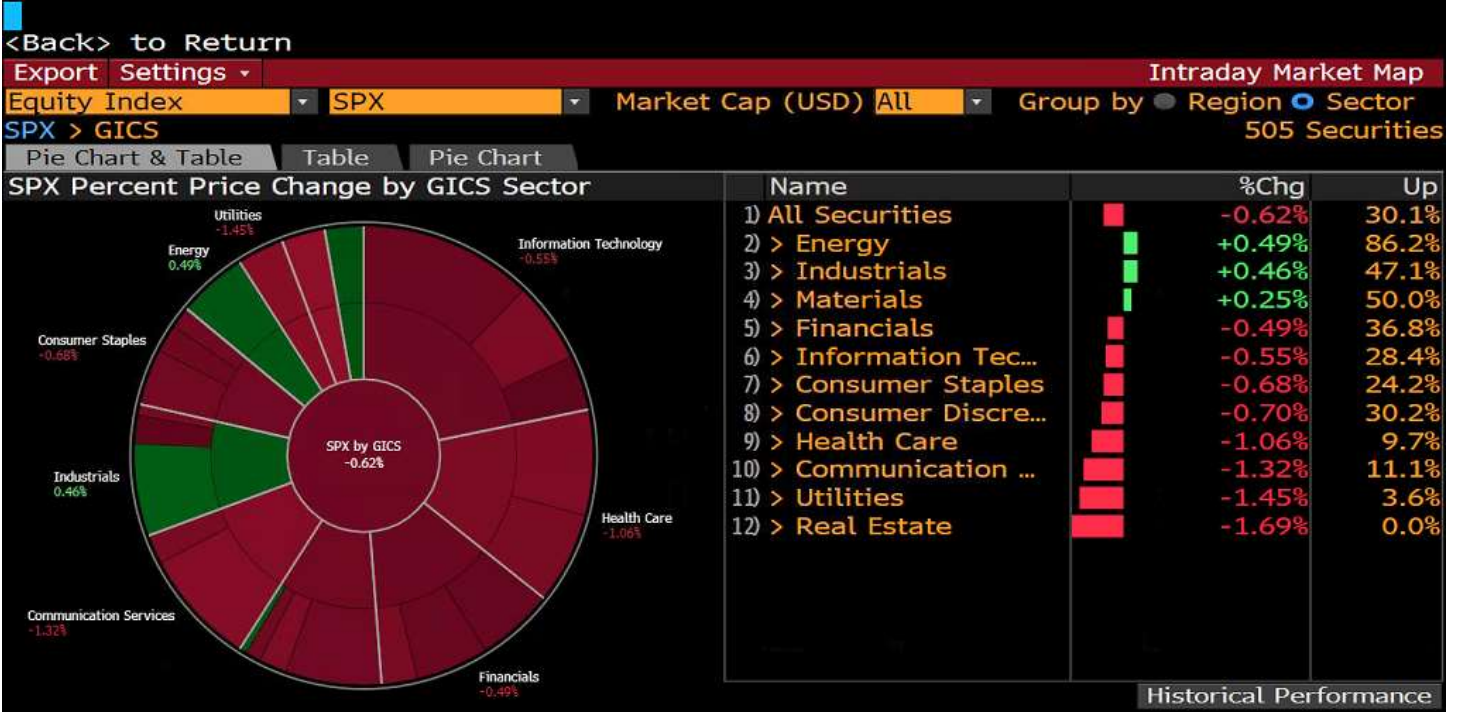 <Back> to Return
Export Settings Intraday Market Map
Equity Index SPX Market Cap (USD) All Group by Region Sector
SPX > GICS 505 Securities
Pie Chart & Table Table Pie Chart
SPX Percent Price Change by GICS Sector
Utilities
-1.45%
Energy
0.49%
Information Technology
-0.55%
Consumer Staples
-0.68%
SPX by GICS
-0.62%
Industrials
0.46%
Health Care
-1.06%
Communication Services
-1.32%
Financials
-0.49%
Name %Chg Up
1) All Securities -0.62% 30.1%
2) > Energy +0.49% 86.2%
3) > Industrials +0.46% 47.1%
4) > Materials +0.25% 50.0%
5) > Financials -0.49% 36.8%
6) > Information Tec... -0.55% 28.4%
7) > Consumer Staples -0.68% 24.2%
8) > Consumer Discre... -0.70% 30.2%
9) > Health Care -1.06% 9.7%
10) > Communication ... -1.32% 11.1%
11) > Utilities -1.45% 3.6%
12) > Real Estate -1.69% 0.0%
Historical Performance